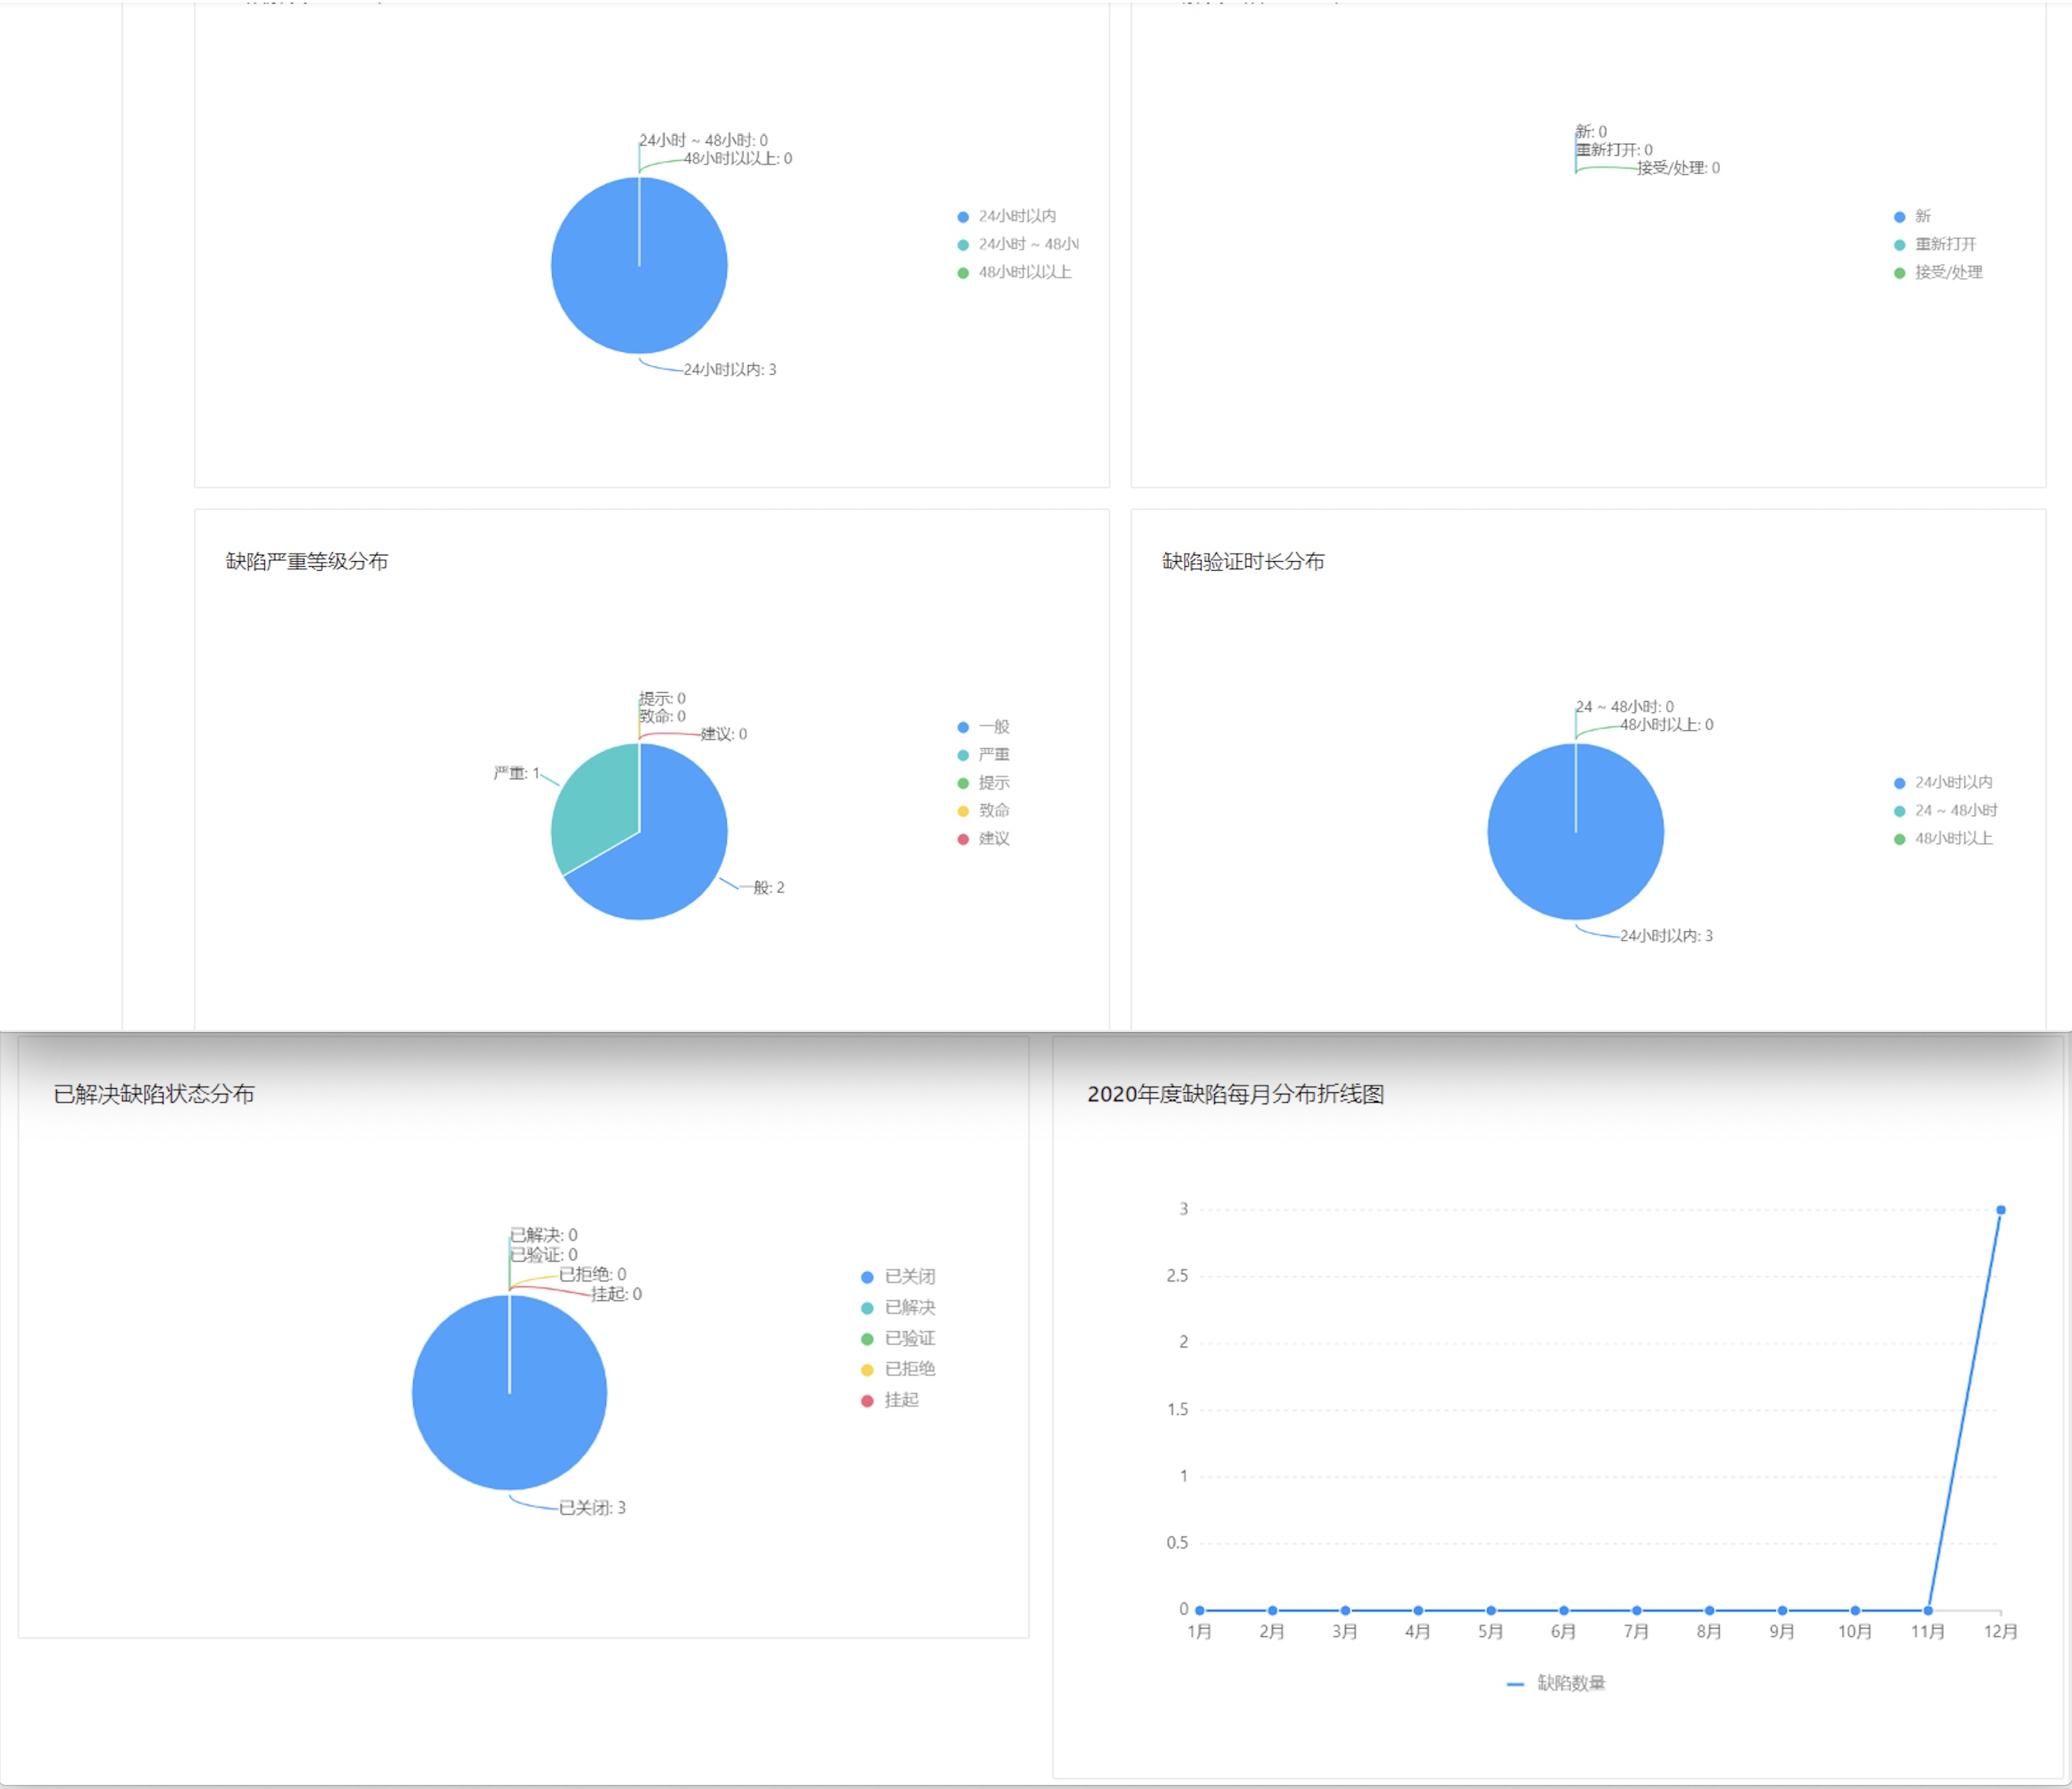 24小时 ~ 48小时: 0
48小时以以上: 0
24小时以内
24小时 ~ 48小
48小时以以上
24小时以内: 3
新: 0
重新打开: 0
接受/处理: 0
新
重新打开
接受/处理
缺陷严重等级分布
提示: 0
致命: 0
建议: 0
严重: 1
一般: 2
一般
严重
提示
致命
建议
缺陷验证时长分布
24 ~ 48小时: 0
48小时以上: 0
24小时以内
24 ~ 48小时
48小时以上
24小时以内: 3
已解决缺陷状态分布
已解决: 0
已验证: 0
已拒绝: 0
挂起: 0
已关闭
已解决
已验证
已拒绝
挂起
已关闭: 3
2020年度缺陷每月分布折线图
3
2.5
2
1.5
1
0.5
0
1月 2月 3月 4月 5月 6月 7月 8月 9月 10月 11月 12月
缺陷数量